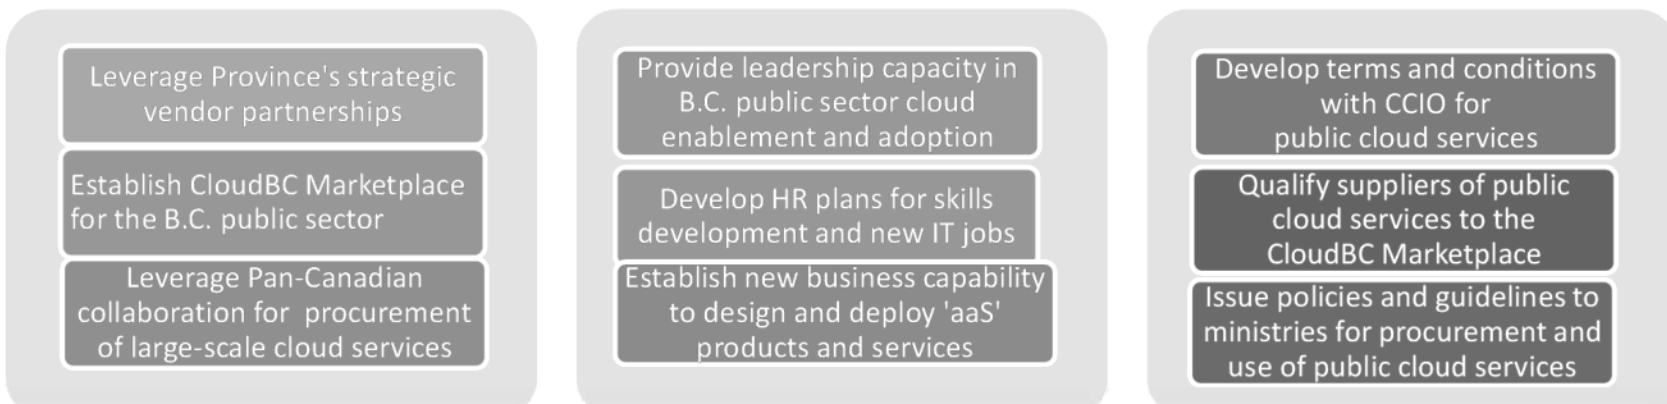 Leverage Province's strategic
vendor partnerships
Establish CloudBC Marketplace
for the B.C. public sector
Leverage Pan-Canadian
collaboration for procurement
of large-scale cloud services
Provide leadership capacity in
B.C. public sector cloud
enablement and adoption
Develop HR plans for skills
development and new IT jobs
Establish new business capability
to design and deploy 'aaS'
products and services
Develop terms and conditions
with CCIO for
public cloud services
Qualify suppliers of public
cloud services to the
CloudBC Marketplace
Issue policies and guidelines to
ministries for procurement and
use of public cloud services